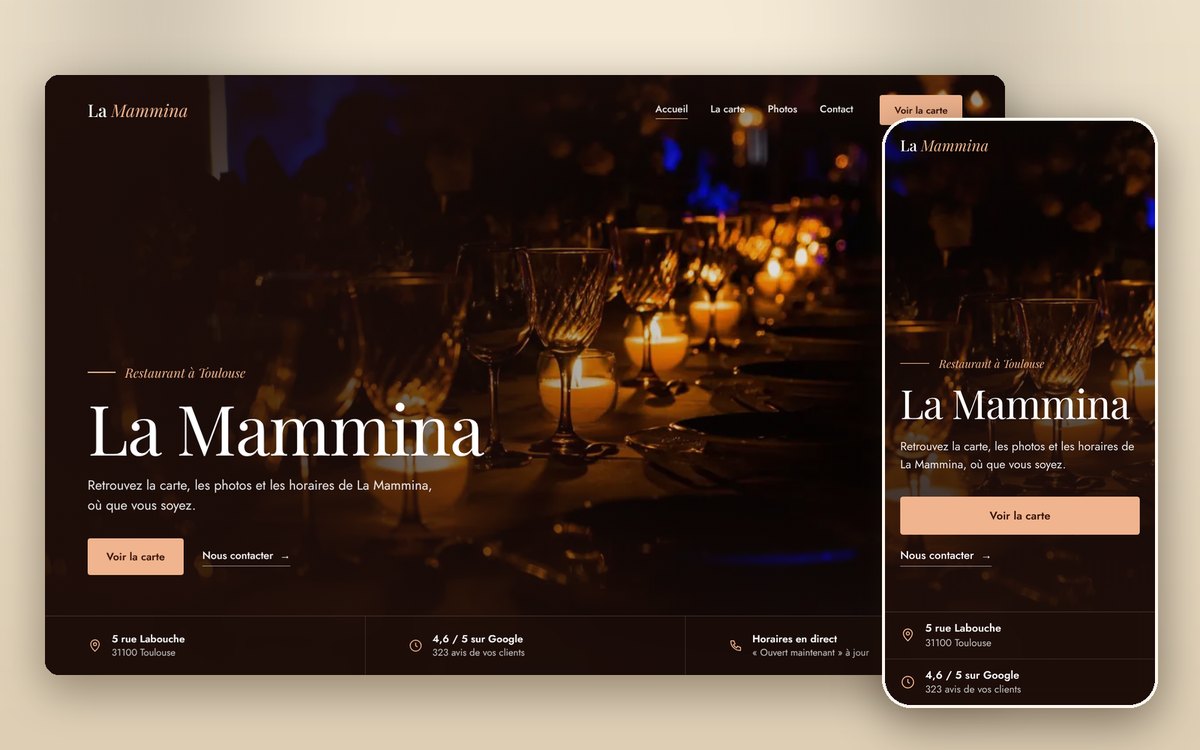 La Mammina
Accueil
La carte
Photos
Contact
Voir la carte
Restaurant à Toulouse
La Mammina
Retrouvez la carte, les photos et les horaires de La Mammina,
où que vous soyez.
Voir la carte
Nous contacter →
5 rue Labouche
31100 Toulouse
4,6 / 5 sur Google
323 avis de vos clients
Horaires en direct
« Ouvert maintenant » à jour
La Mammina
Restaurant à Toulouse
La Mammina
Retrouvez la carte, les photos et les horaires de
La Mammina, où que vous soyez.
Voir la carte
Nous contacter →
5 rue Labouche
31100 Toulouse
4,6 / 5 sur Google
323 avis de vos clients